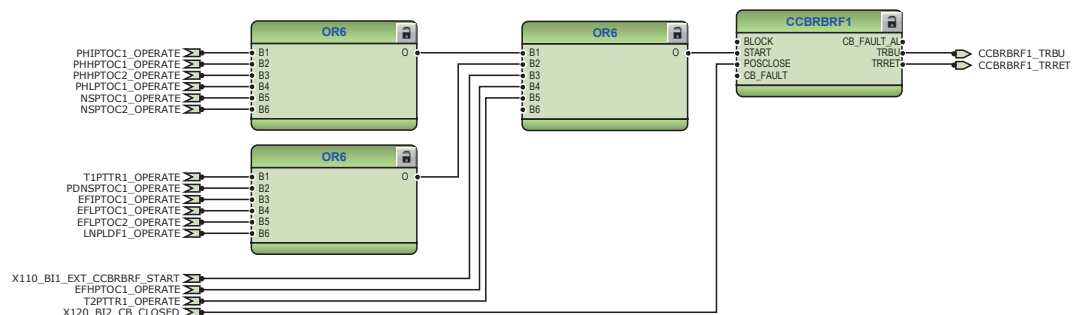 OR6
PHIPTOC1_OPERATE
PHHPTOC1_OPERATE
PHHPTOC2_OPERATE
PHLPTOC1_OPERATE
NSPTOC1_OPERATE
NSPTOC2_OPERATE
B1
B2
B3
B4
B5
B6
O
OR6
B1
B2
B3
B4
B5
B6
O
CCBRBRF1
BLOCK
START
POSCLOSE
CB_FAULT
CB_FAULT_AL
TRBU
TRRET
CCBRBRF1_TRBU
CCBRBRF1_TRRET
OR6
T1PTTR1_OPERATE
PDNSPTOC1_OPERATE
EFIPTOC1_OPERATE
EFLPTOC1_OPERATE
EFLPTOC2_OPERATE
LNPLDF1_OPERATE
B1
B2
B3
B4
B5
B6
O
X110_BI1_EXT_CCBRBRF_START
EFHPTOC1_OPERATE
T2PTTR1_OPERATE
X120_BI2_CB_CLOSED